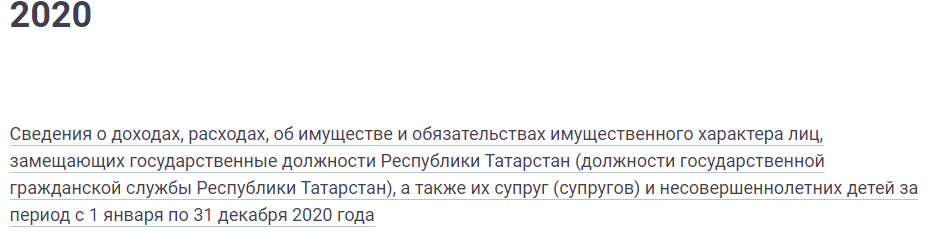 2020
Сведения о доходах, расходах, об имуществе и обязательствах имущественного характера лиц,
замещающих государственные должности Республики Татарстан (должности государственной
гражданской службы Республики Татарстан), а также их супруг (супругов) и несовершеннолетних детей за
период с 1 января по 31 декабря 2020 года